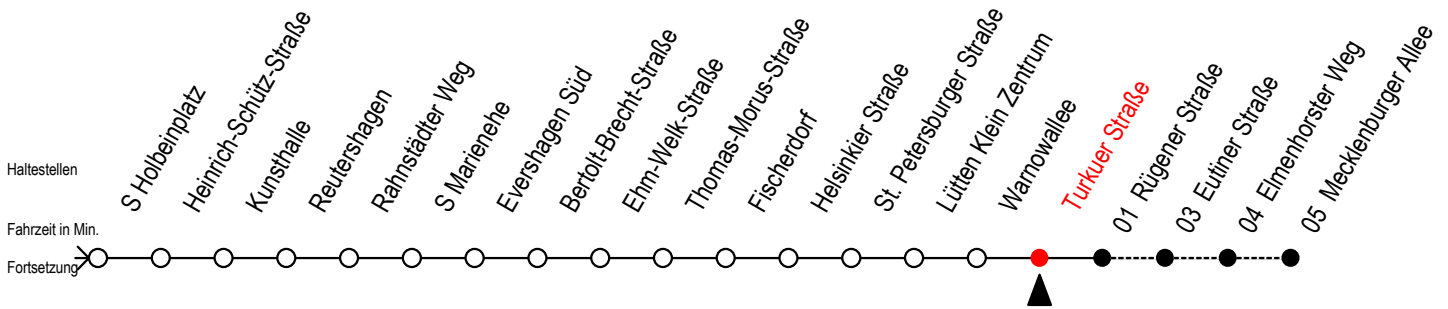 Haltestellen
Fahrzeit in Min.
Fortsetzung
S Holbeinplatz
Heinrich-Schütz-Straße
Kunsthalle
Reutershagen
Rahnstädter Weg
S Marienehe
Evershagen Süd
Bertolt-Brecht-Straße
Ehm-Welk-Straße
Thomas-Morus-Straße
Fischerdorf
Helsinkier Straße
St. Petersburger Straße
Lütten Klein Zentrum
Warnowallee
Turkuer Straße
01 Rügener Straße
03 Eutiner Straße
04 Elmenhorster Weg
05 Mecklenburger Allee